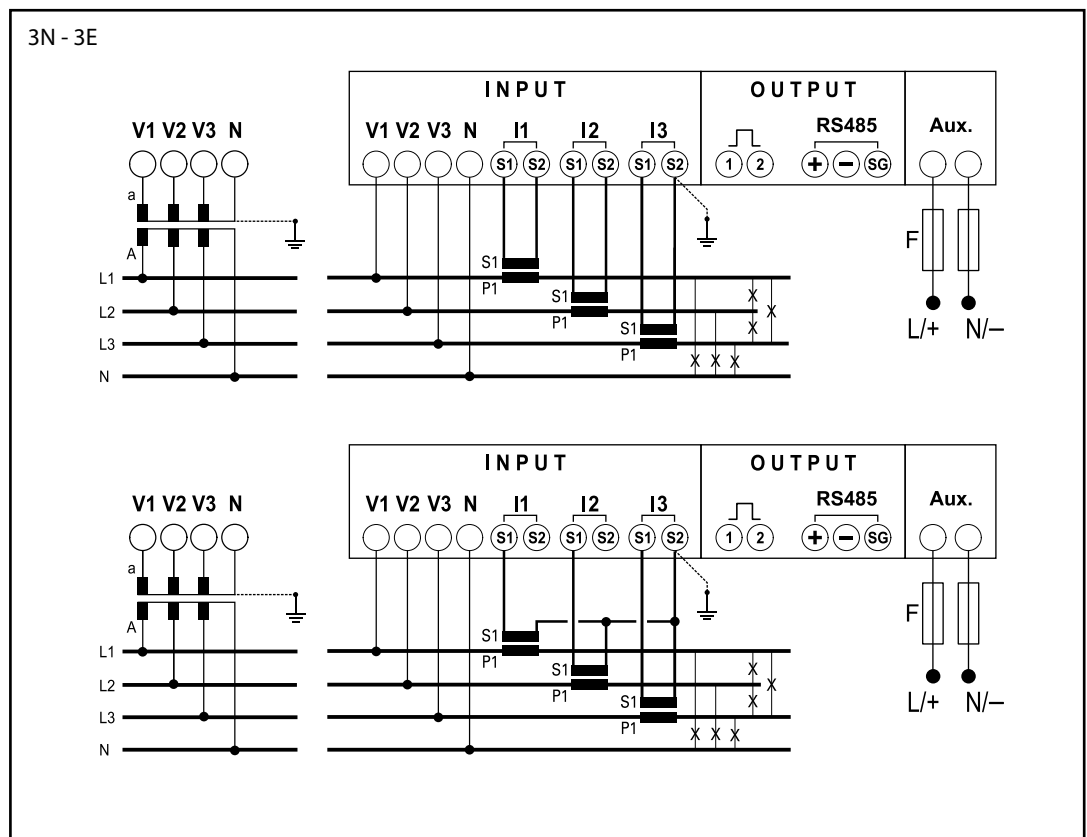 3N - 3E
INPUT OUTPUT
V1 V2 V3 N V1 V2 V3 N I1 I2 I3 RS485 Aux.
S1 S2 S1 S2 S1 S2 1 2 + – SG
a
A
F
S1
L1
P1
S1
L2
P1
L/+ N/–
S1
L3
P1
N
X X X X X X
INPUT OUTPUT
V1 V2 V3 N V1 V2 V3 N I1 I2 I3 RS485 Aux.
S1 S2 S1 S2 S1 S2 1 2 + – SG
a
A
F
S1
L1
P1
S1
L2
P1
L/+ N/–
S1
L3
P1
N
X X X X X X